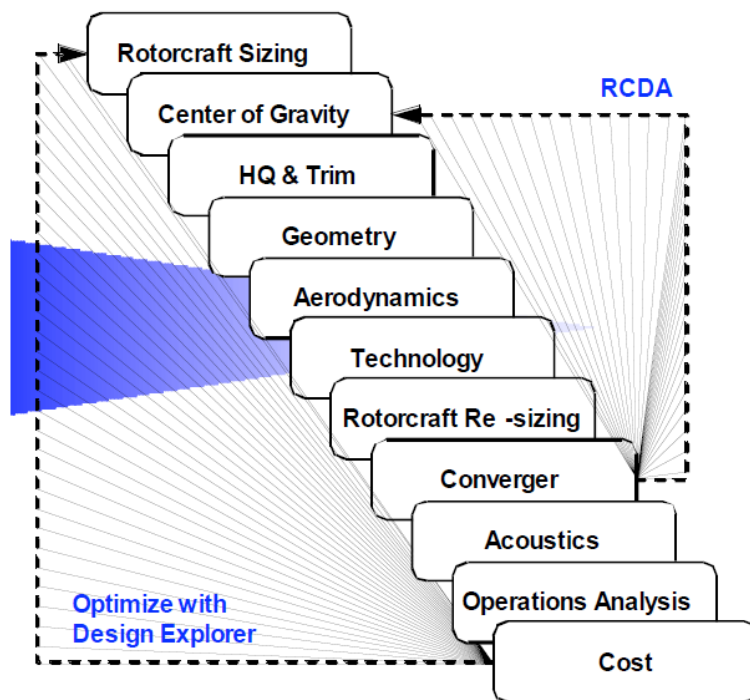 Rotorcraft Sizing
RCDA
Center of Gravity
HQ & Trim
Geometry
Aerodynamics
Technology
Rotorcraft Re -sizing
Converger
Acoustics
Operations Analysis
Optimize with
Design Explorer
Cost